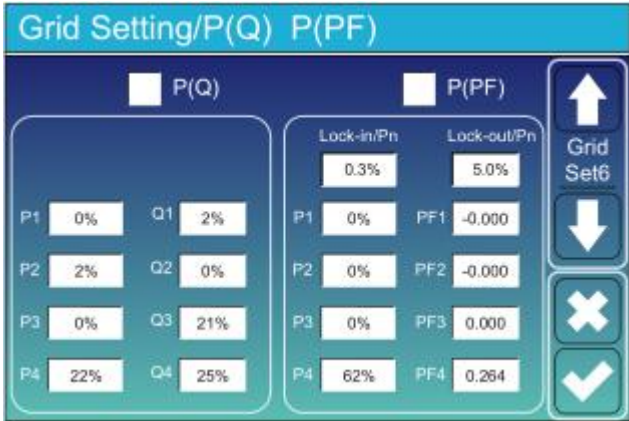 Grid Setting/P(Q) P(PF)
P(Q)
P1 0% Q1 2%
P2 2% Q2 0%
P3 0% Q3 21%
P4 22% Q4 25%
P(PF)
Lock-in/Pn Lock-out/Pn
0.3% 5.0%
P1 0% PF1 -0.000
P2 0% PF2 -0.000
P3 0% PF3 0.000
P4 62% PF4 0.264
Grid
Set6